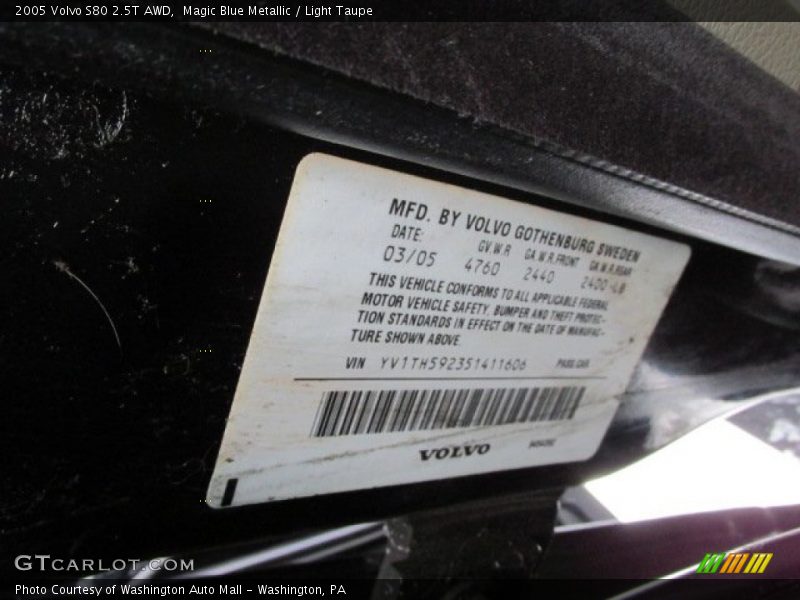 2005 Volvo S80 2.5T AWD, Magic Blue Metallic / Light Taupe
MFD. BY VOLVO GOTHENBURG SWEDEN
DATE: G.V.W.R G.A.W.R.FRONT G.A.W.R.REAR
03/05 4760 2440 2400-LB
THIS VEHICLE CONFORMS TO ALL APPLICABLE FEDERAL
MOTOR VEHICLE SAFETY, BUMPER AND THEFT PROTEC-
TION STANDARDS IN EFFECT ON THE DATE OF MANUFAC-
TURE SHOWN ABOVE.
VIN YV1TH592351411606 PASS.CAR
VOLVO
GTCARLOT.COM
Photo Courtesy of Washington Auto Mall - Washington, PA